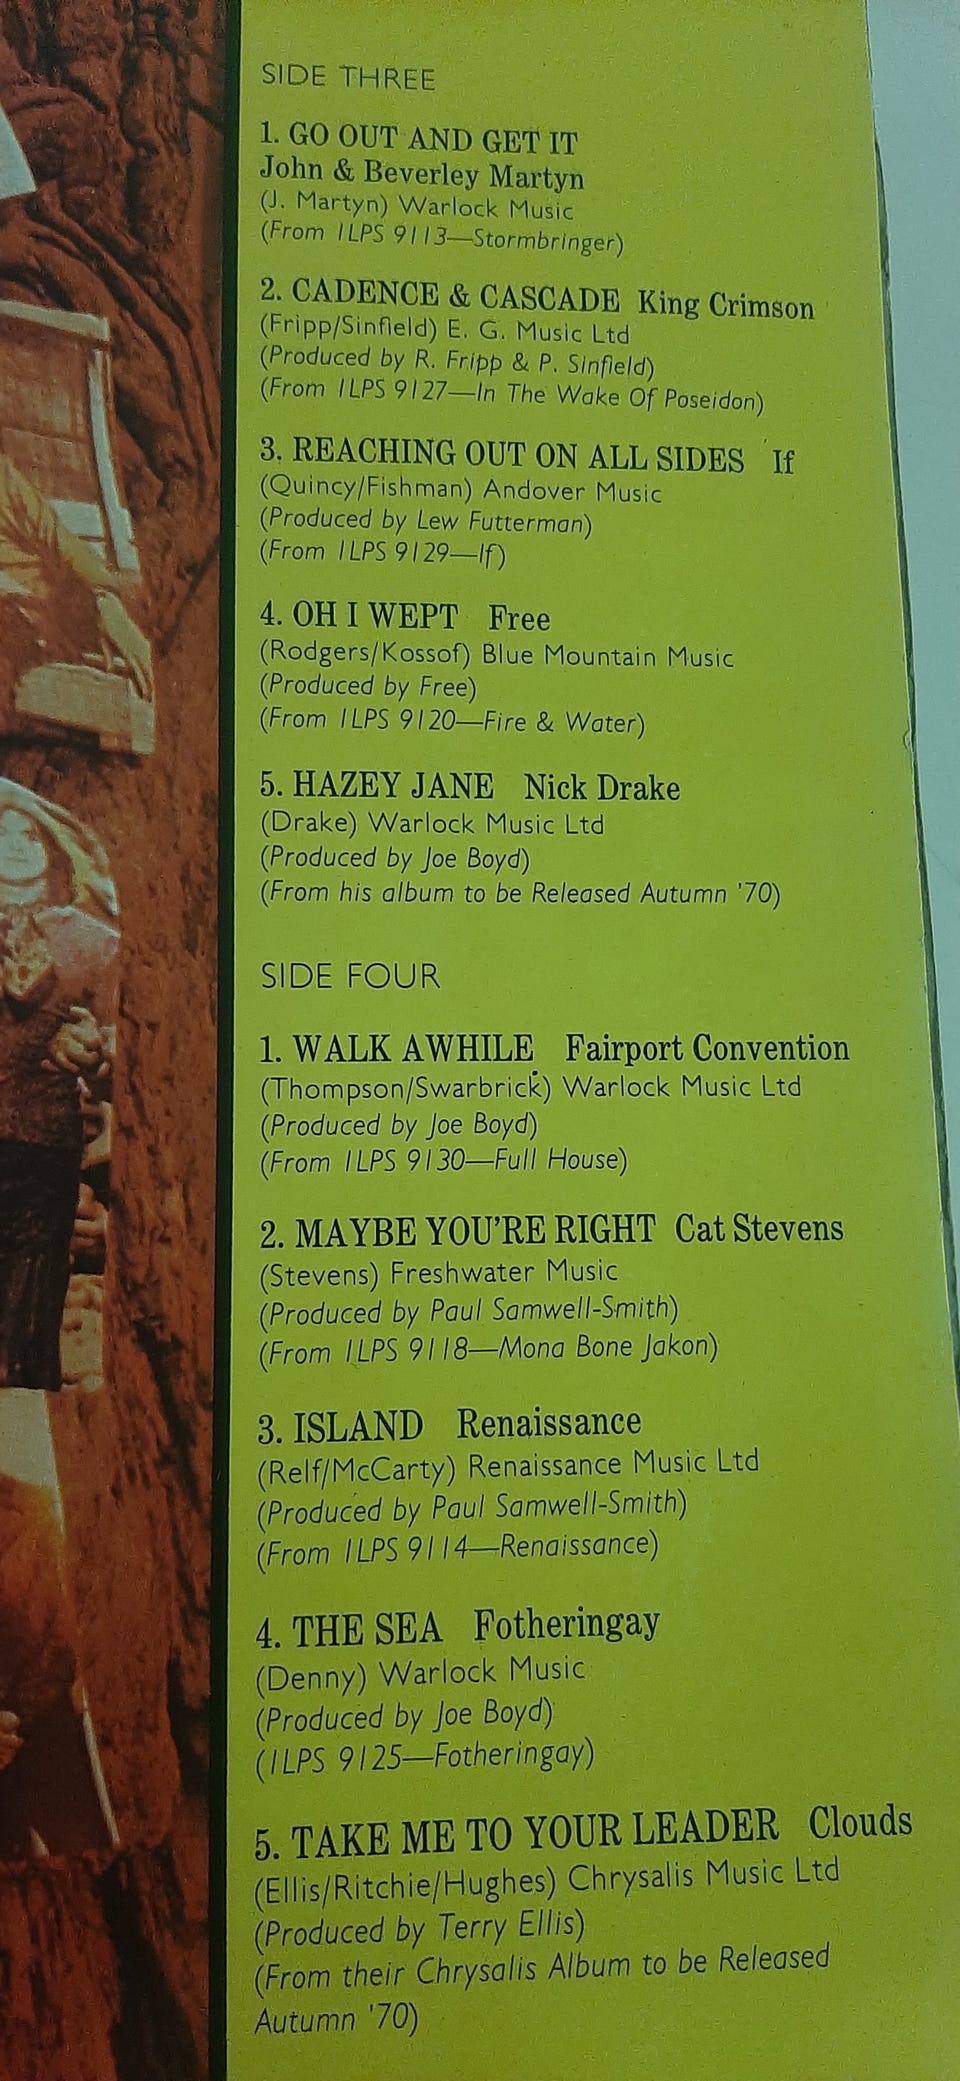 SIDE THREE
1. GO OUT AND GET IT
John & Beverley Martyn
(J. Martyn) Warlock Music
(From ILPS 9113—Stormbringer)
2. CADENCE & CASCADE King Crimson
(Fripp/Sinfield) E. G. Music Ltd
(Produced by R. Fripp & P. Sinfield)
(From ILPS 9127—In The Wake Of Poseidon)
3. REACHING OUT ON ALL SIDES If
(Quincy/Fishman) Andover Music
(Produced by Lew Futterman)
(From ILPS 9129—If)
4. OH I WEPT Free
(Rodgers/Kossof) Blue Mountain Music
(Produced by Free)
(From ILPS 9120—Fire & Water)
5. HAZEY JANE Nick Drake
(Drake) Warlock Music Ltd
(Produced by Joe Boyd)
(From his album to be Released Autumn '70)
SIDE FOUR
1. WALK AWHILE Fairport Convention
(Thompson/Swarbrick) Warlock Music Ltd
(Produced by Joe Boyd)
(From ILPS 9130—Full House)
2. MAYBE YOU'RE RIGHT Cat Stevens
(Stevens) Freshwater Music
(Produced by Paul Samwell-Smith)
(From ILPS 9118—Mona Bone Jakon)
3. ISLAND Renaissance
(Relf/McCarty) Renaissance Music Ltd
(Produced by Paul Samwell-Smith)
(From ILPS 9114—Renaissance)
4. THE SEA Fotheringay
(Denny) Warlock Music
(Produced by Joe Boyd)
(ILPS 9125—Fotheringay)
5. TAKE ME TO YOUR LEADER Clouds
(Ellis/Ritchie/Hughes) Chrysalis Music Ltd
(Produced by Terry Ellis)
(From their Chrysalis Album to be Released
Autumn '70)